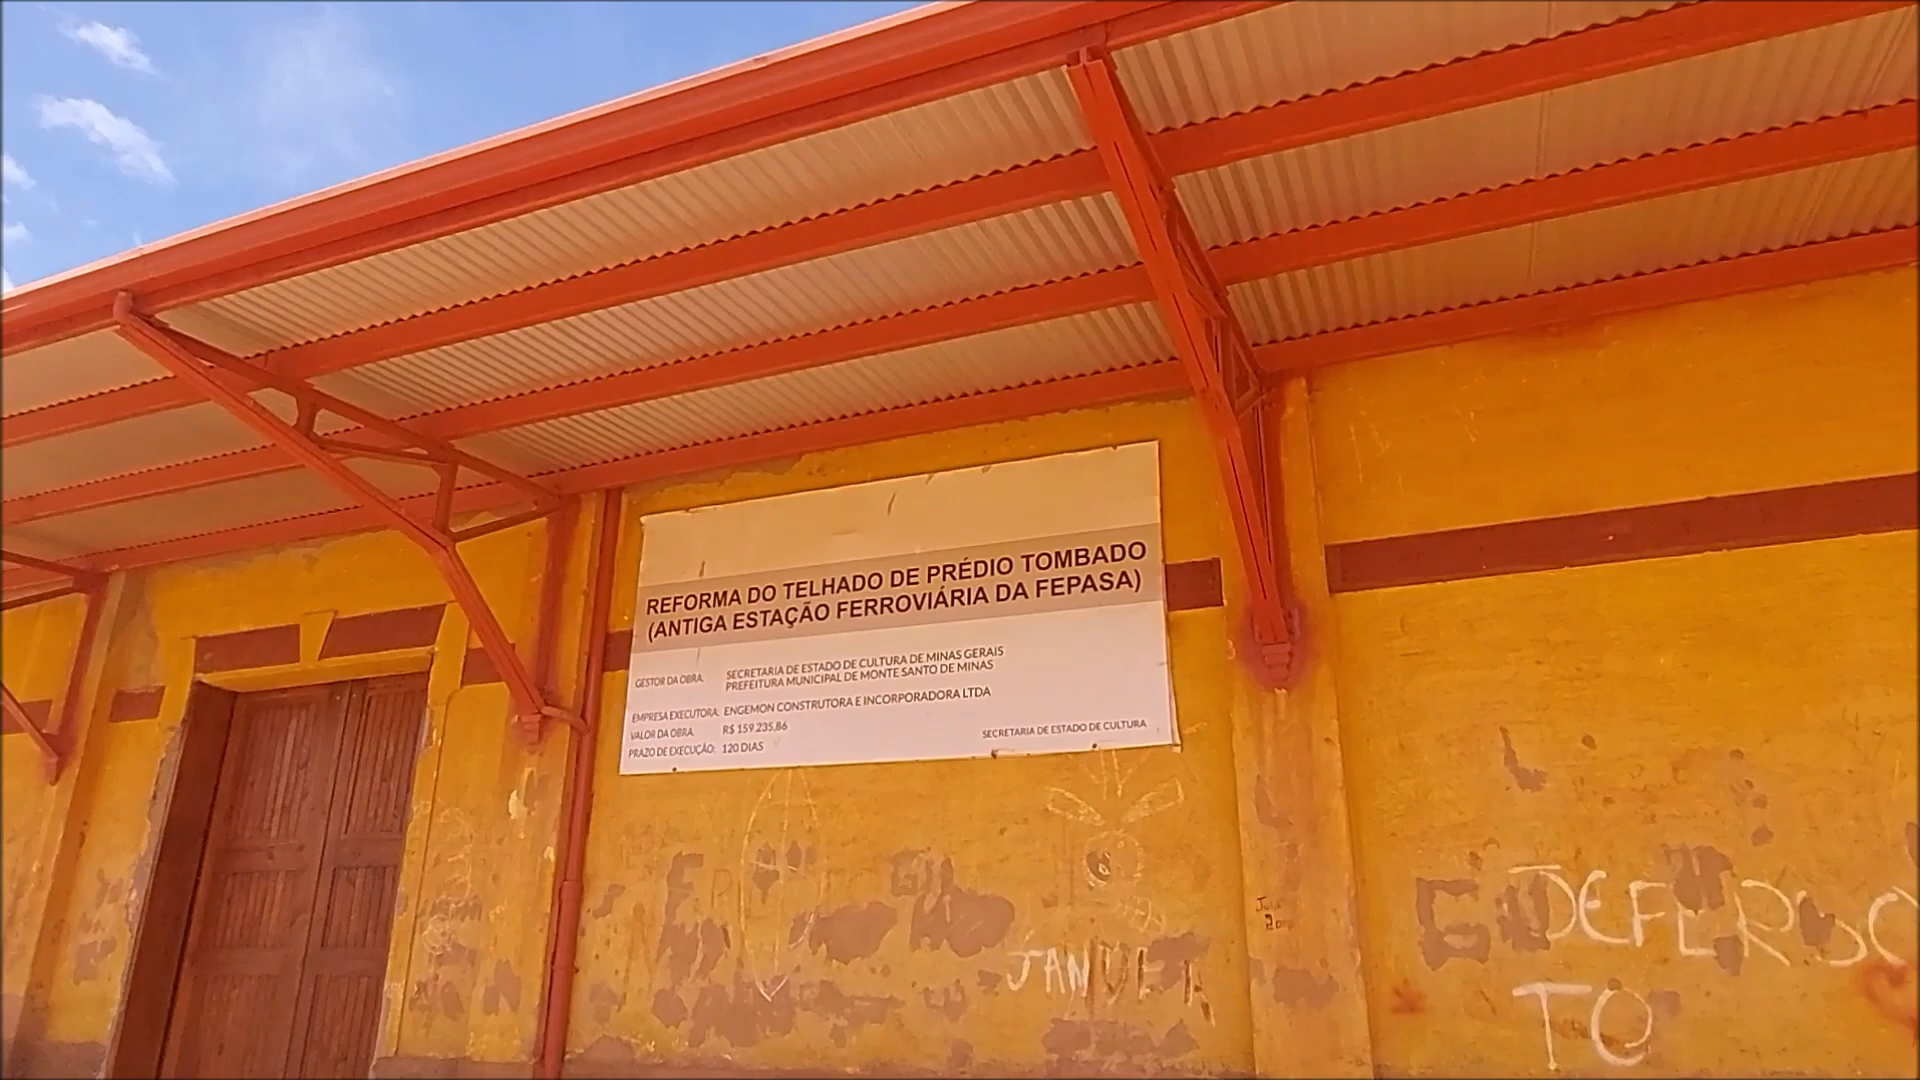 REFORMA DO TELHADO DE PRÉDIO TOMBADO
(ANTIGA ESTAÇÃO FERROVIÁRIA DA FEPASA)
GESTOR DA OBRA: SECRETARIA DE ESTADO DE CULTURA DE MINAS GERAIS
PREFEITURA MUNICIPAL DE MONTE SANTO DE MINAS
EMPRESA EXECUTORA: ENGEMON CONSTRUTORA E INCORPORADORA LTDA
VALOR DA OBRA: R$ 159.235,86
PRAZO DE EXECUÇÃO: 120 DIAS
SECRETARIA DE ESTADO DE CULTURA
TO